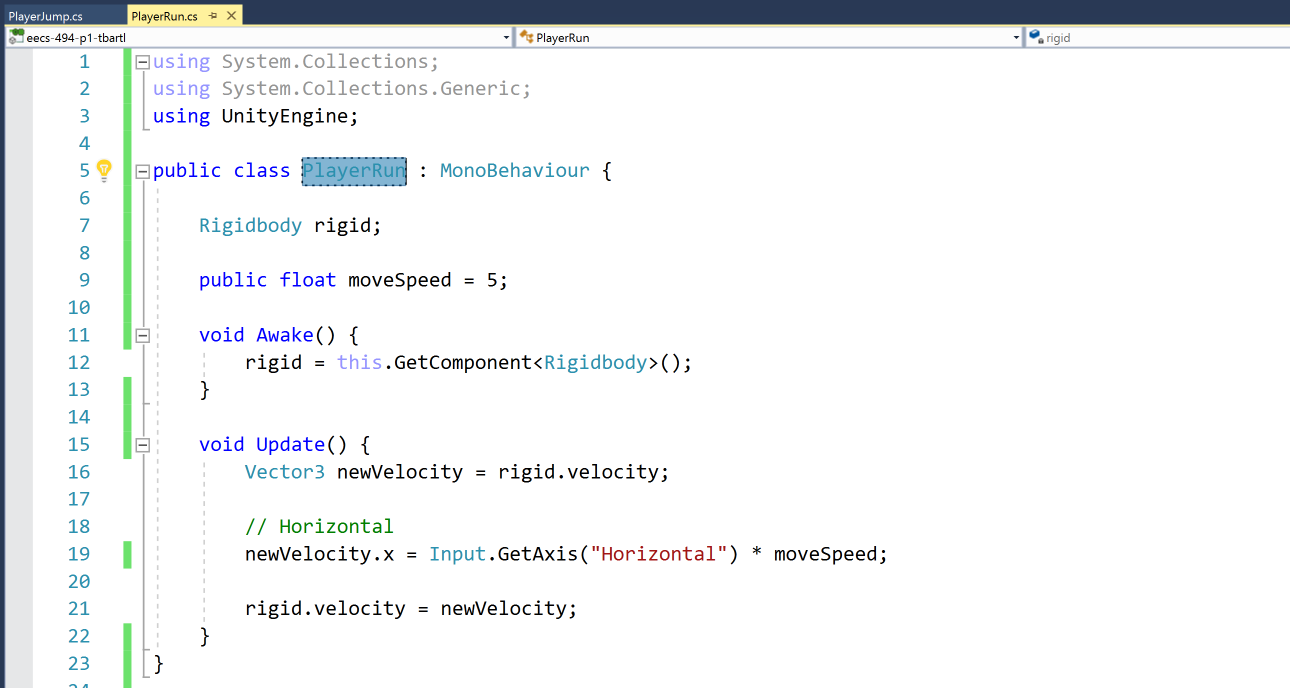 PlayerJump.cs PlayerRun.cs
eecs-494-p1-tbartl PlayerRun rigid
1 using System.Collections;
2 using System.Collections.Generic;
3 using UnityEngine;
4
5 public class PlayerRun : MonoBehaviour {
6
7 Rigidbody rigid;
8
9 public float moveSpeed = 5;
10
11 void Awake() {
12 rigid = this.GetComponent<Rigidbody>();
13 }
14
15 void Update() {
16 Vector3 newVelocity = rigid.velocity;
17
18 // Horizontal
19 newVelocity.x = Input.GetAxis("Horizontal") * moveSpeed;
20
21 rigid.velocity = newVelocity;
22 }
23 }
24